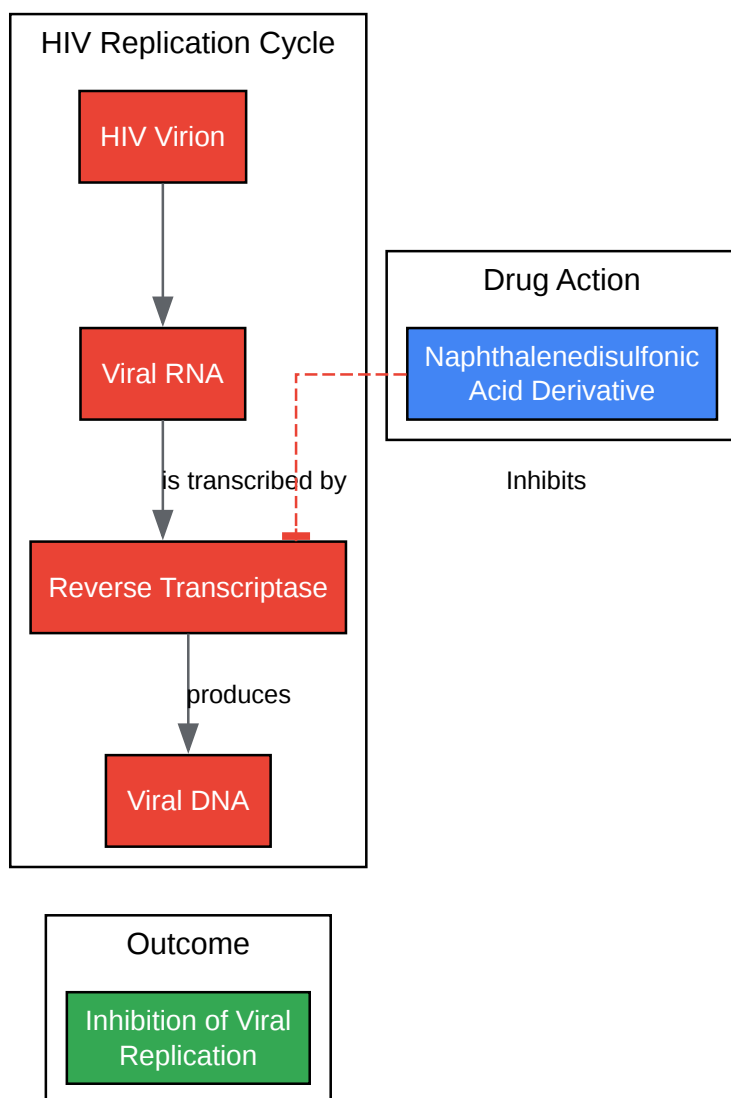 HIV Replication Cycle
HIV Virion
Viral RNA
is transcribed by
Reverse Transcriptase
produces
Viral DNA
Drug Action
Naphthalenedisulfonic
Acid Derivative
Inhibits
Outcome
Inhibition of Viral
Replication